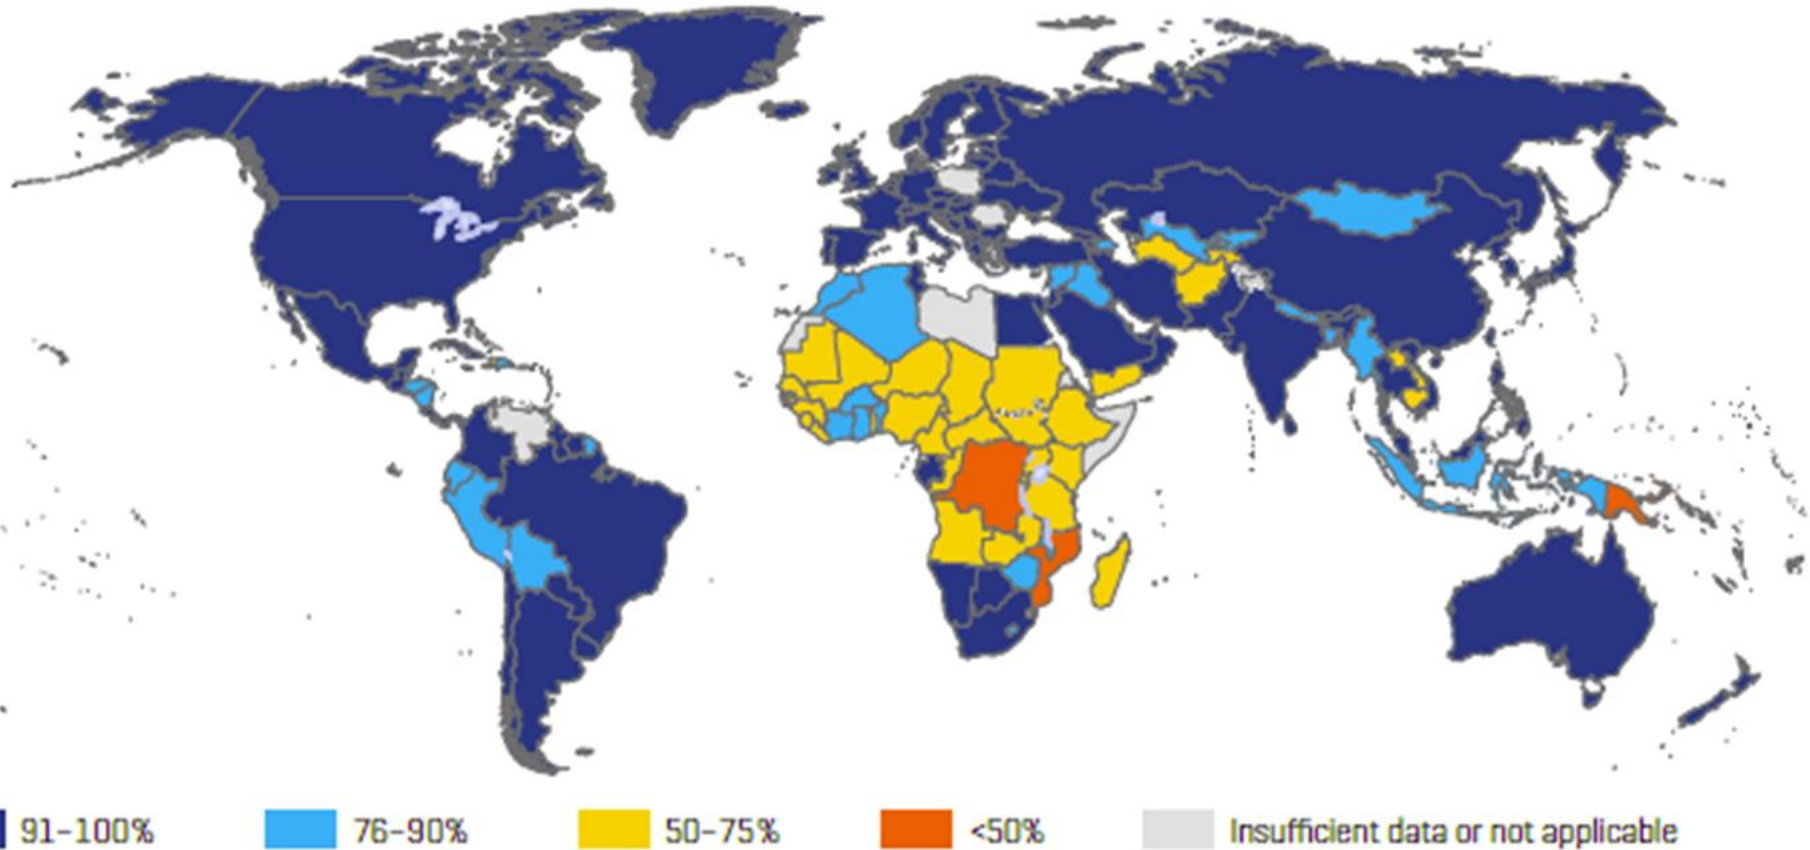 91–100%
76–90%
50–75%
<50%
Insufficient data or not applicable